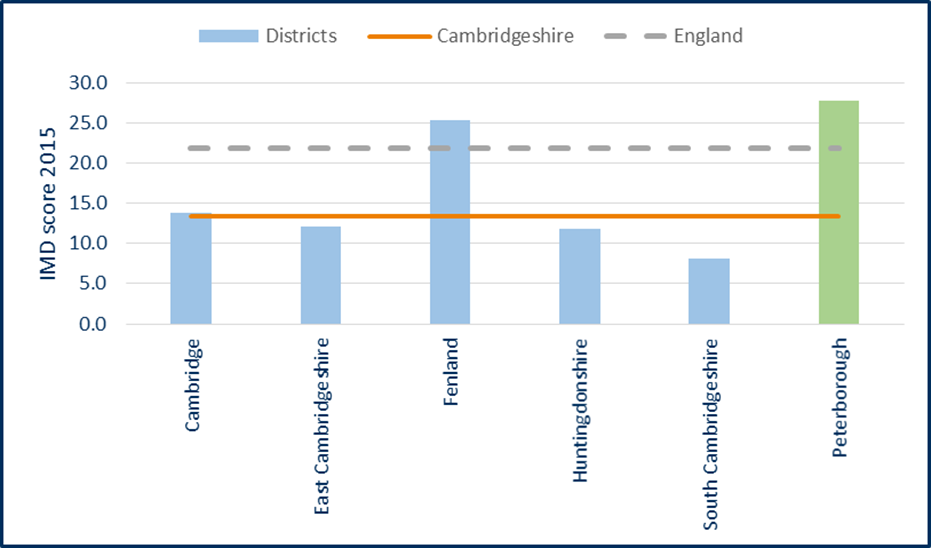 Districts Cambridgeshire England
IMD score 2015
30.0
25.0
20.0
15.0
10.0
5.0
0.0
Cambridge
East Cambridgeshire
Fenland
Huntingdonshire
South Cambridgeshire
Peterborough